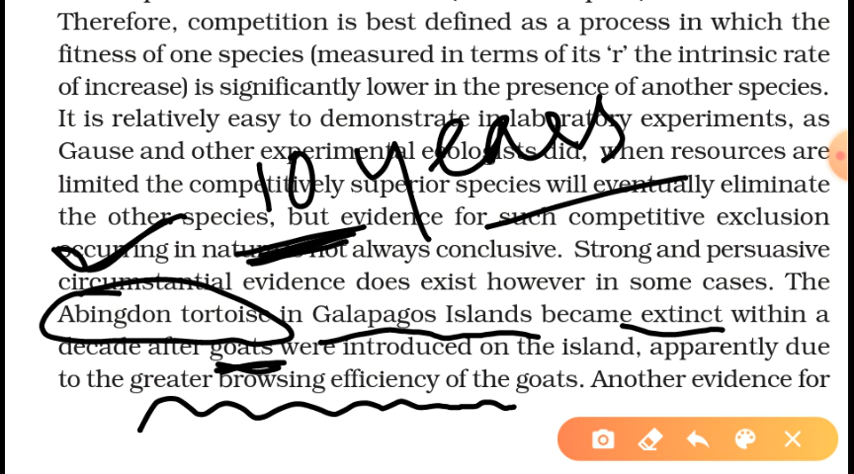 Therefore, competition is best defined as a process in which the
fitness of one species (measured in terms of its ‘r’ the intrinsic rate
of increase) is significantly lower in the presence of another species.
It is relatively easy to demonstrate in laboratory experiments, as
Gause and other experimental ecologists did, when resources are
limited the competitively superior species will eventually eliminate
the other species, but evidence for such competitive exclusion
occurring in nature is not always conclusive. Strong and persuasive
circumstantial evidence does exist however in some cases. The
Abingdon tortoise in Galapagos Islands became extinct within a
decade after goats were introduced on the island, apparently due
to the greater browsing efficiency of the goats. Another evidence for
10 years